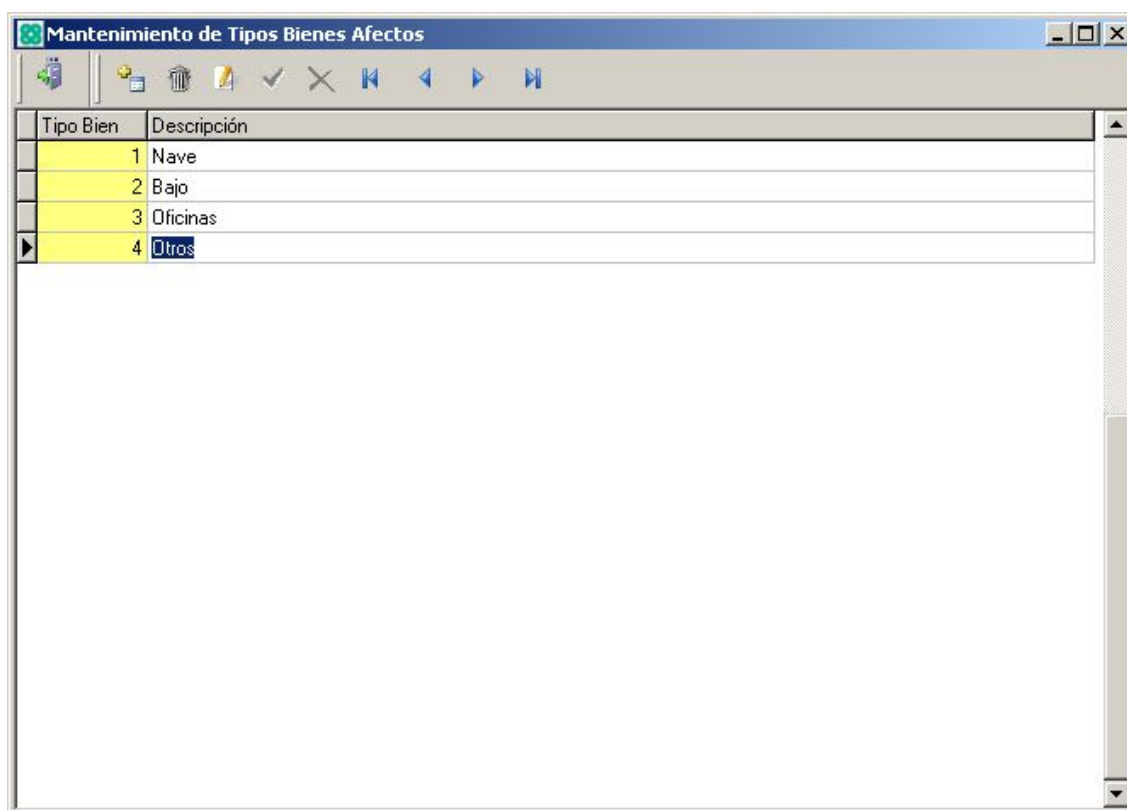 Mantenimiento de Tipos Bienes Afectos
Tipo Bien Descripción
1 Nave
2 Bajo
3 Oficinas
4 Otros